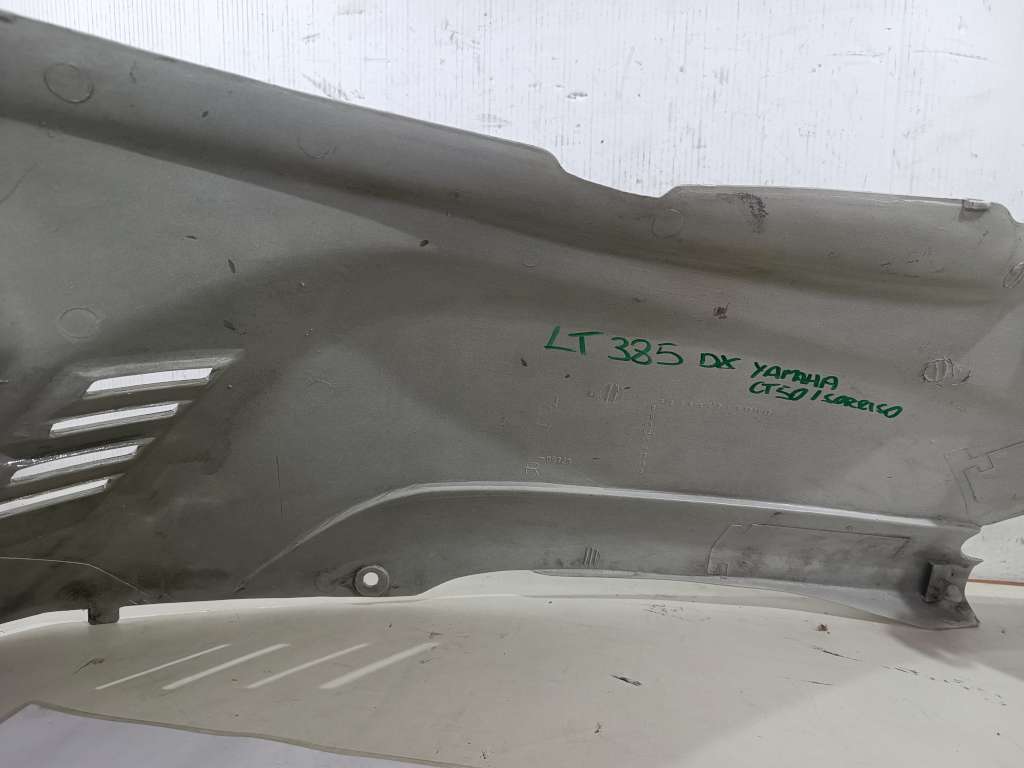 LT 385 DX YAMAHA
CT50/SORRISO
R